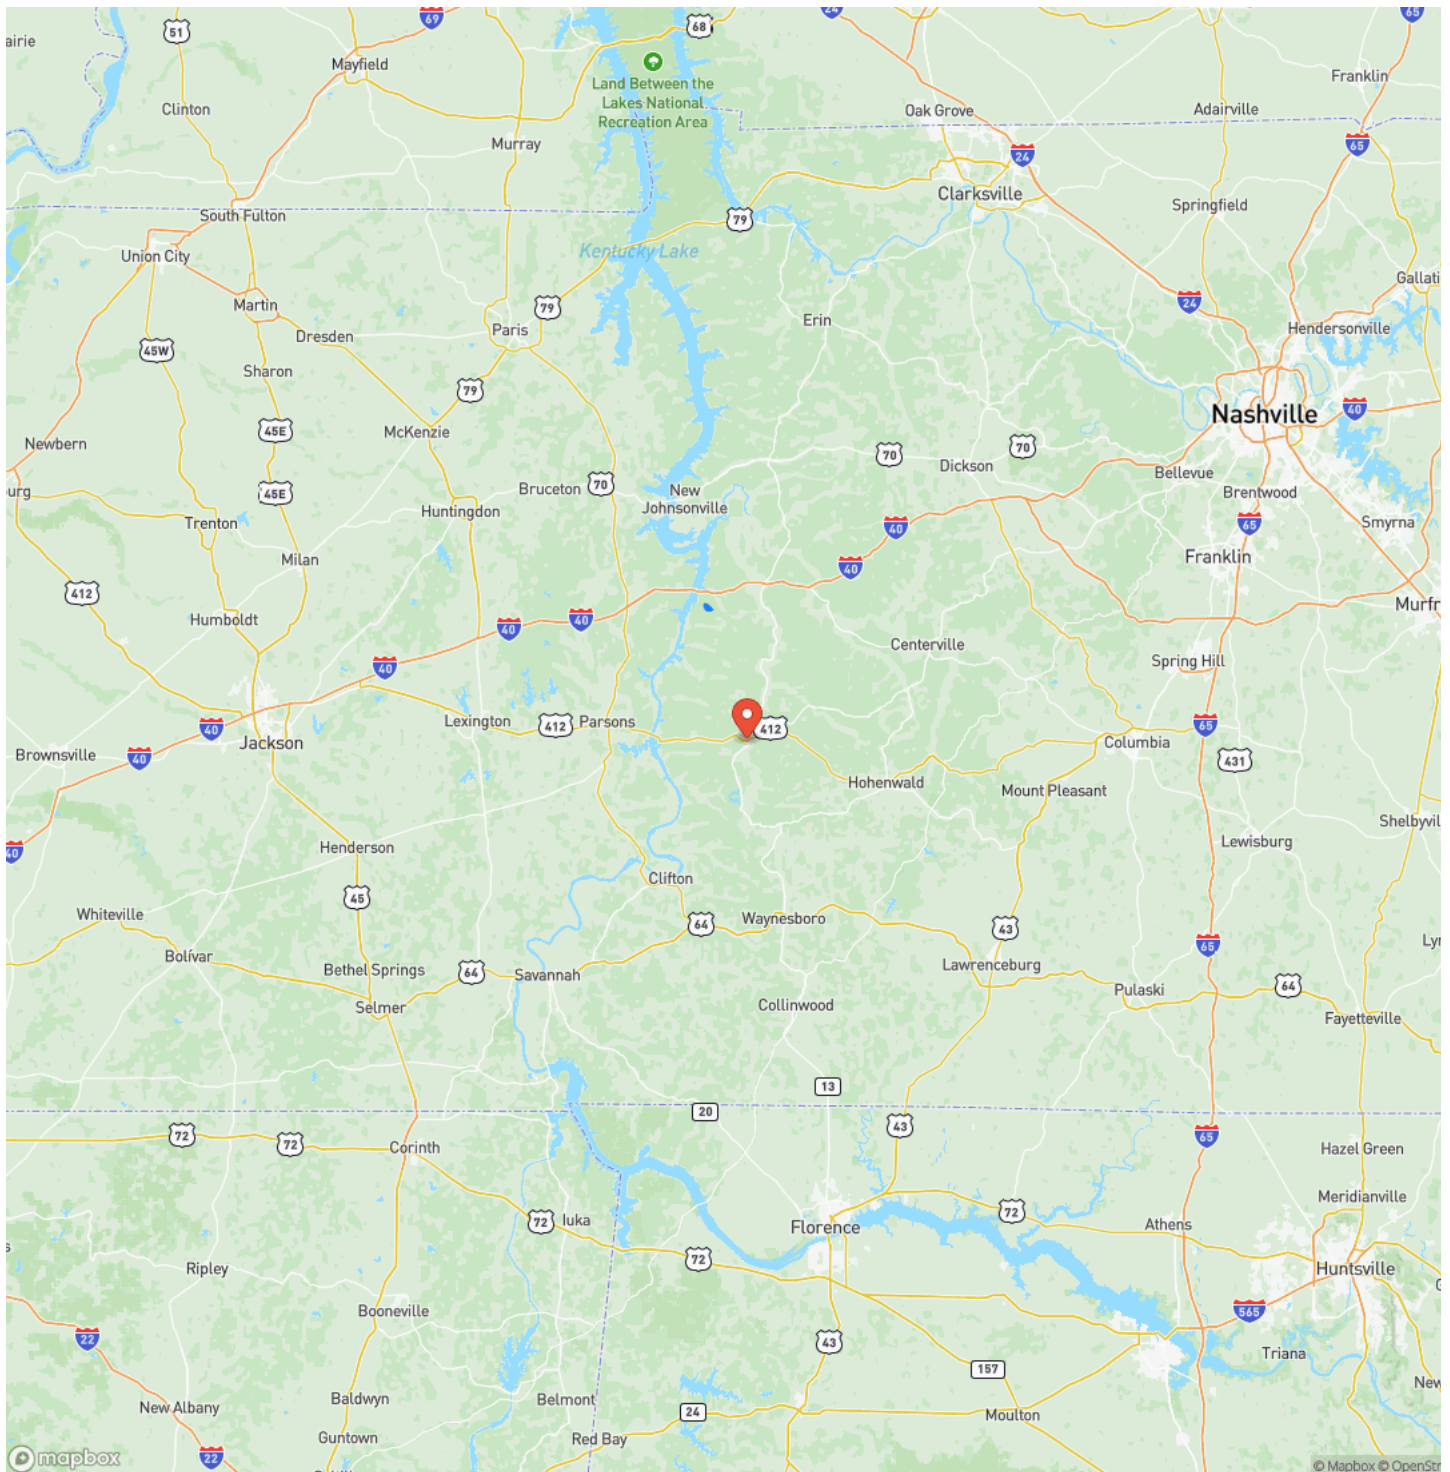 24
65
51
69
68
airie
Mayfield
Franklin
Land Between the
Lakes National
Recreation Area
Clinton
Oak Grove
Adairville
65
Murray
24
Clarksville
Springfield
South Fulton
79
Union City
Kentucky Lake
Gallati
Martin
79
24
Erin
Paris
Dresden
Hendersonville
45W
Sharon
79
Nashville
40
45E
McKenzie
Newbern
70
70
Dickson
Bellevue
70
New
Johnsonville
Bruceton
urg
45E
Brentwood
Huntingdon
Trenton
40
65
Smyrna
Milan
Franklin
40
412
Murfr
Humboldt
40
40
Centerville
40
Spring Hill
Lexington
412
Parsons
412
65
40
Jackson
Columbia
Brownsville
40
431
Hohenwald
Mount Pleasant
Shelbyvil
Lewisburg
40
Henderson
Clifton
45
Whiteville
64
Waynesboro
43
65
Lyn
Bolívar
Bethel Springs
64
Savannah
Lawrenceburg
64
Pulaski
Selmer
Collinwood
Fayetteville
13
20
43
72
72
65
Corinth
Hazel Green
Meridianville
72
Iuka
72
Athens
Florence
s
72
Ripley
Huntsville
Booneville
565
22
43
Triana
157
New
Baldwyn
Belmont
New Albany
24
Moulton
Guntown
Red Bay
22
mapbox
© Mapbox © OpenStr